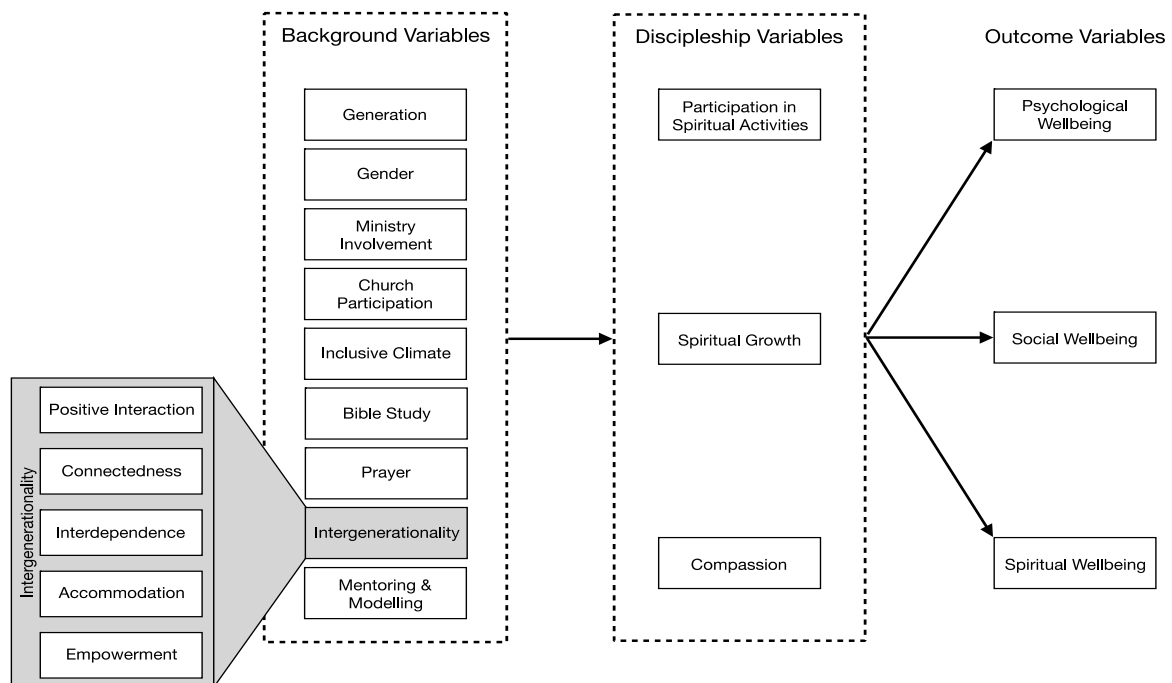 Background Variables
Generation
Gender
Ministry
Involvement
Church
Participation
Inclusive Climate
Bible Study
Prayer
Intergenerationality
Mentoring &
Modelling
Intergenerationality
Positive Interaction
Connectedness
Interdependence
Accommodation
Empowerment
Discipleship Variables
Participation in
Spiritual Activities
Spiritual Growth
Compassion
Outcome Variables
Psychological
Wellbeing
Social Wellbeing
Spiritual Wellbeing